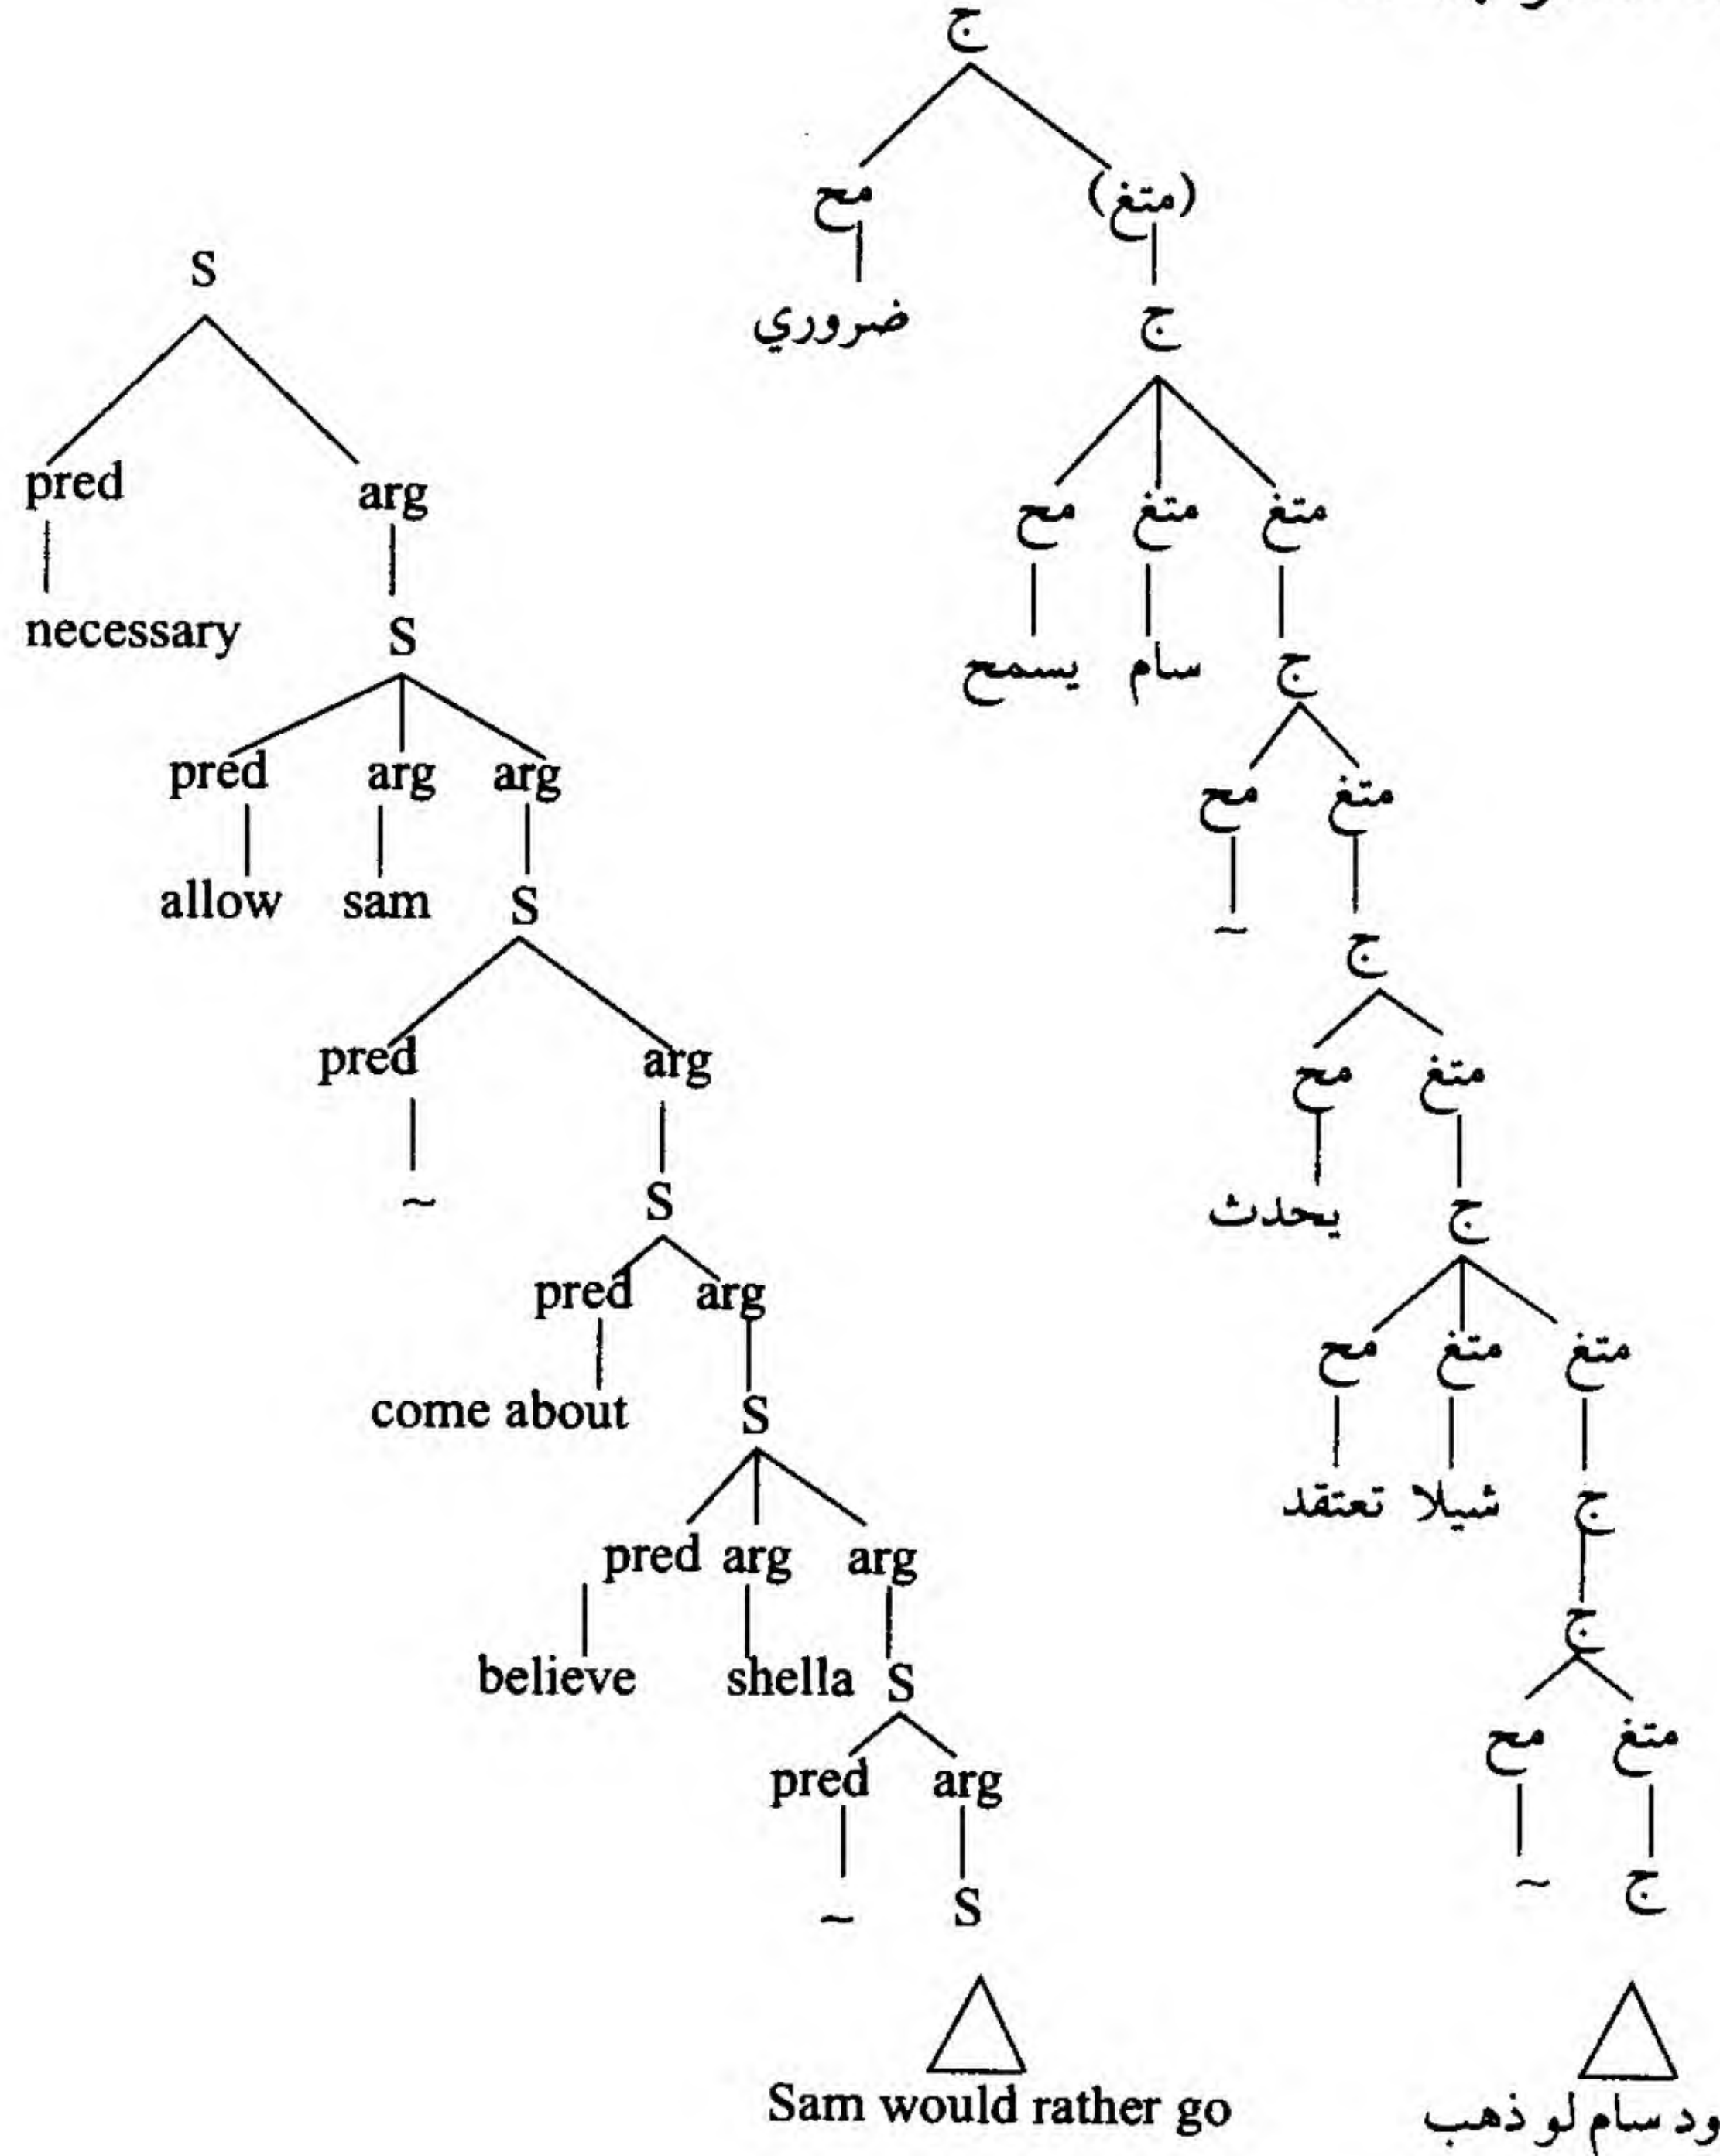 S
pred arg
necessary S
pred arg arg
allow sam S
pred arg
~ S
pred arg
come about S
pred arg arg
believe shella S
pred arg
~ S
Sam would rather go
ج
(متغ) مح
ضروري
ج
متغ متغ مح
ج سام يسمح
متغ مح
ج ~
متغ مح
ج يحدث
متغ متغ مح
ج شيلا تعتقد
ج
متغ مح
ج ~
ود سام لو ذهب